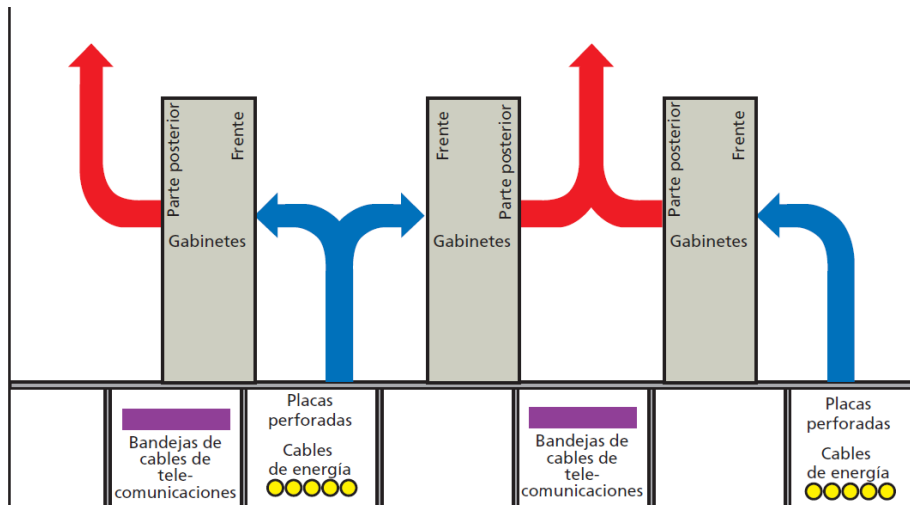 Parte posterior
Frente
Gabinetes
Frente
Parte posterior
Gabinetes
Parte posterior
Frente
Gabinetes
Bandejas de
cables de
tele-
comunicaciones
Placas
perforadas
Cables
de energía
Bandejas de
cables de
tele-
comunicaciones
Placas
perforadas
Cables
de energía